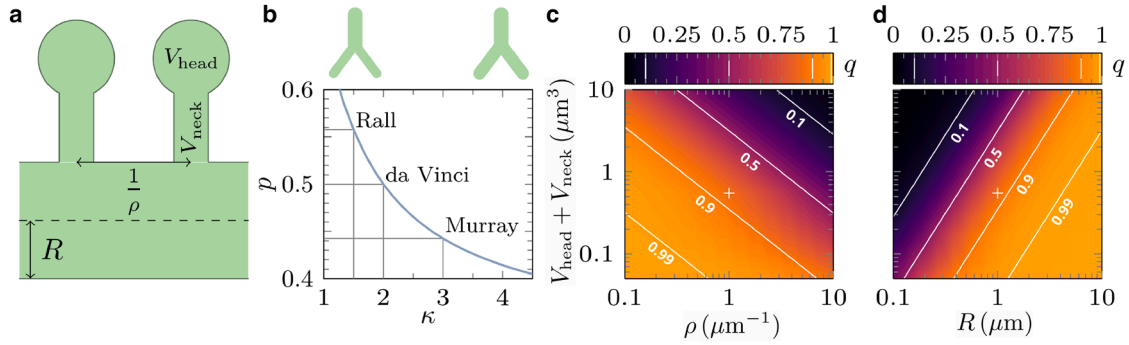 a
V_head
V_neck
1/ρ
R
b
0.6
0.5
0.4
p
Rall
da Vinci
Murray
1 2 3 4
κ
c
0 0.25 0.5 0.75 1
q
V_head + V_neck (μm³)
10
1
0.1
0.1
0.5
0.9
0.99
0.1 1 10
ρ (μm⁻¹)
d
0 0.25 0.5 0.75 1
q
0.1
0.5
0.9
0.99
0.1 1 10
R (μm)